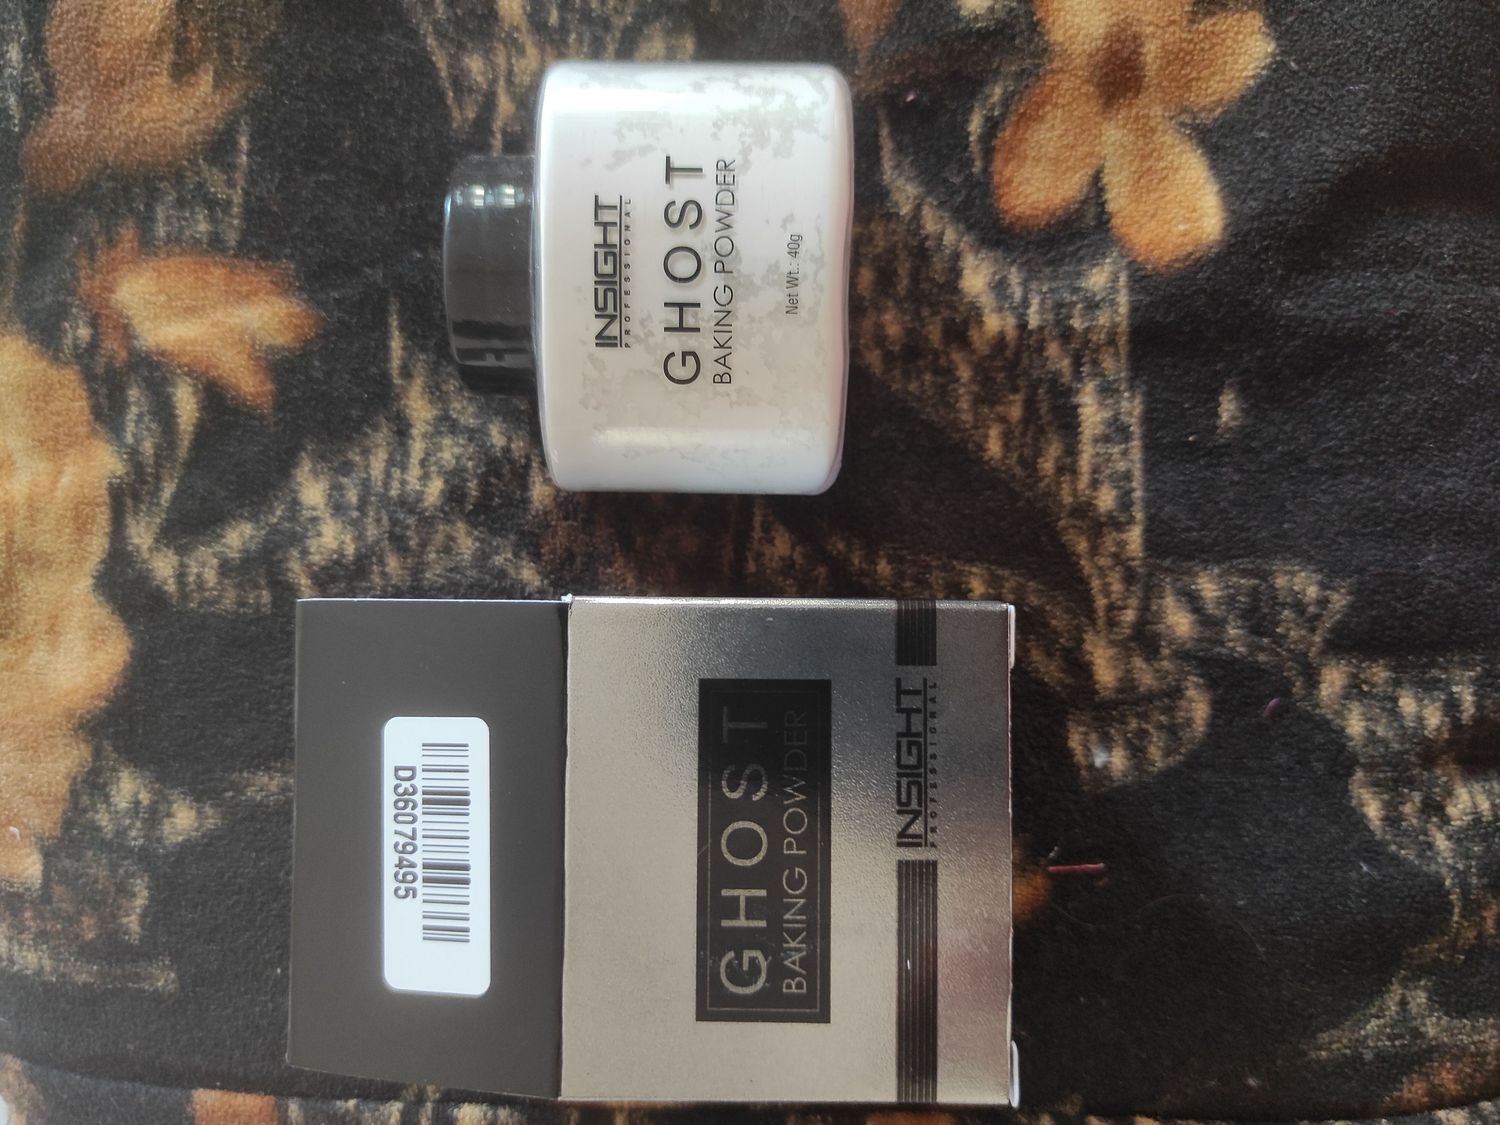 INSIGHT
PROFESSIONAL
GHOST
BAKING POWDER
Net Wt.: 40g
D36079495
GHOST
BAKING POWDER
INSIGHT
PROFESSIONAL